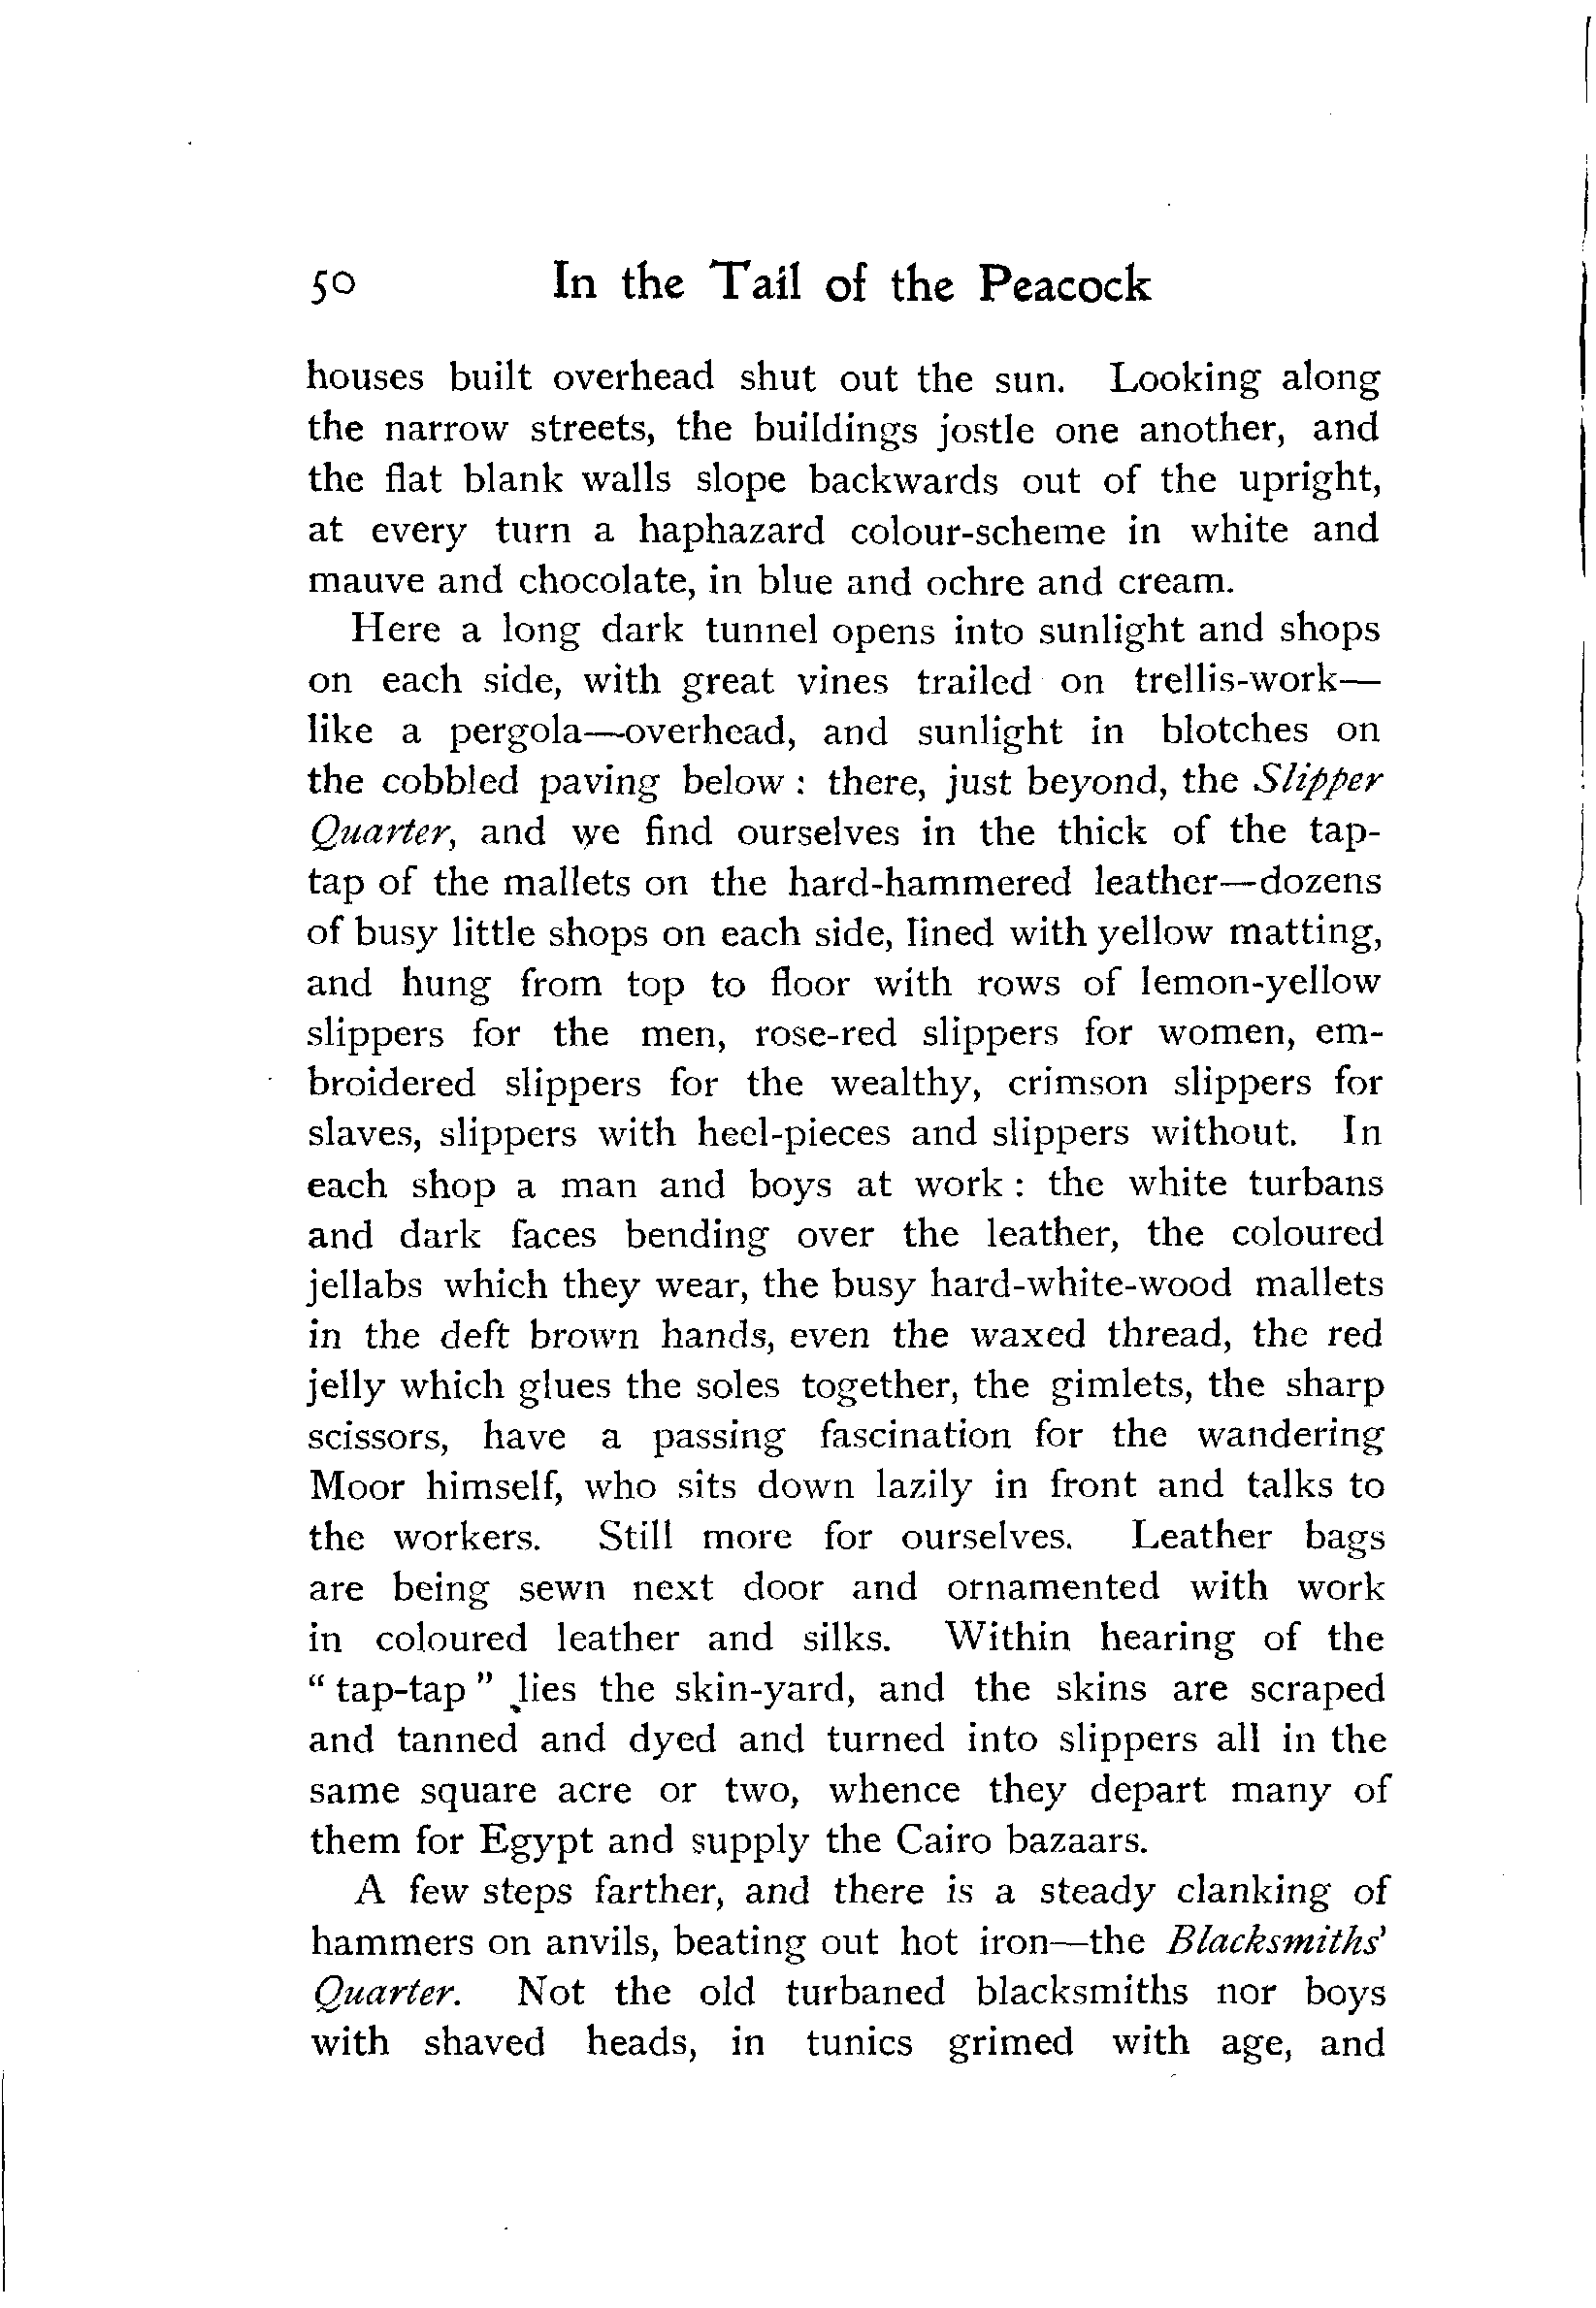 50 In the Tail of the Peacock
houses built overhead shut out the sun. Looking along
the narrow streets, the buildings jostle one another, and
the flat blank walls slope backwards out of the upright,
at every turn a haphazard colour-scheme in white and
mauve and chocolate, in blue and ochre and cream.
Here a long dark tunnel opens into sunlight and shops
on each side, with great vines trailed on trellis-work—
like a pergola—overhead, and sunlight in blotches on
the cobbled paving below : there, just beyond, the Slipper
Quarter, and we find ourselves in the thick of the tap-
tap of the mallets on the hard-hammered leather—dozens
of busy little shops on each side, lined with yellow matting,
and hung from top to floor with rows of lemon-yellow
slippers for the men, rose-red slippers for women, em-
broidered slippers for the wealthy, crimson slippers for
slaves, slippers with heel-pieces and slippers without. In
each shop a man and boys at work : the white turbans
and dark faces bending over the leather, the coloured
jellabs which they wear, the busy hard-white-wood mallets
in the deft brown hands, even the waxed thread, the red
jelly which glues the soles together, the gimlets, the sharp
scissors, have a passing fascination for the wandering
Moor himself, who sits down lazily in front and talks to
the workers. Still more for ourselves. Leather bags
are being sewn next door and ornamented with work
in coloured leather and silks. Within hearing of the
“ tap-tap ” lies the skin-yard, and the skins are scraped
and tanned and dyed and turned into slippers all in the
same square acre or two, whence they depart many of
them for Egypt and supply the Cairo bazaars.
A few steps farther, and there is a steady clanking of
hammers on anvils, beating out hot iron—the Blacksmiths'
Quarter. Not the old turbaned blacksmiths nor boys
with shaved heads, in tunics grimed with age, and